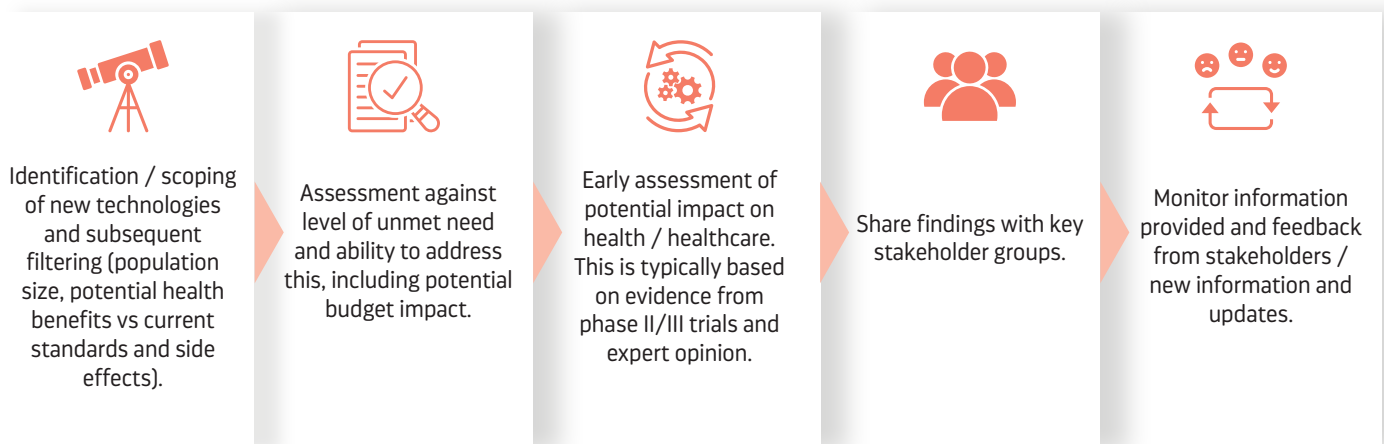 Identification / scoping
of new technologies
and subsequent
filtering (population
size, potential health
benefits vs current
standards and side
effects).
Assessment against
level of unmet need
and ability to address
this, including potential
budget impact.
Early assessment of
potential impact on
health / healthcare.
This is typically based
on evidence from
phase II/III trials and
expert opinion.
Share findings with key
stakeholder groups.
Monitor information
provided and feedback
from stakeholders /
new information and
updates.